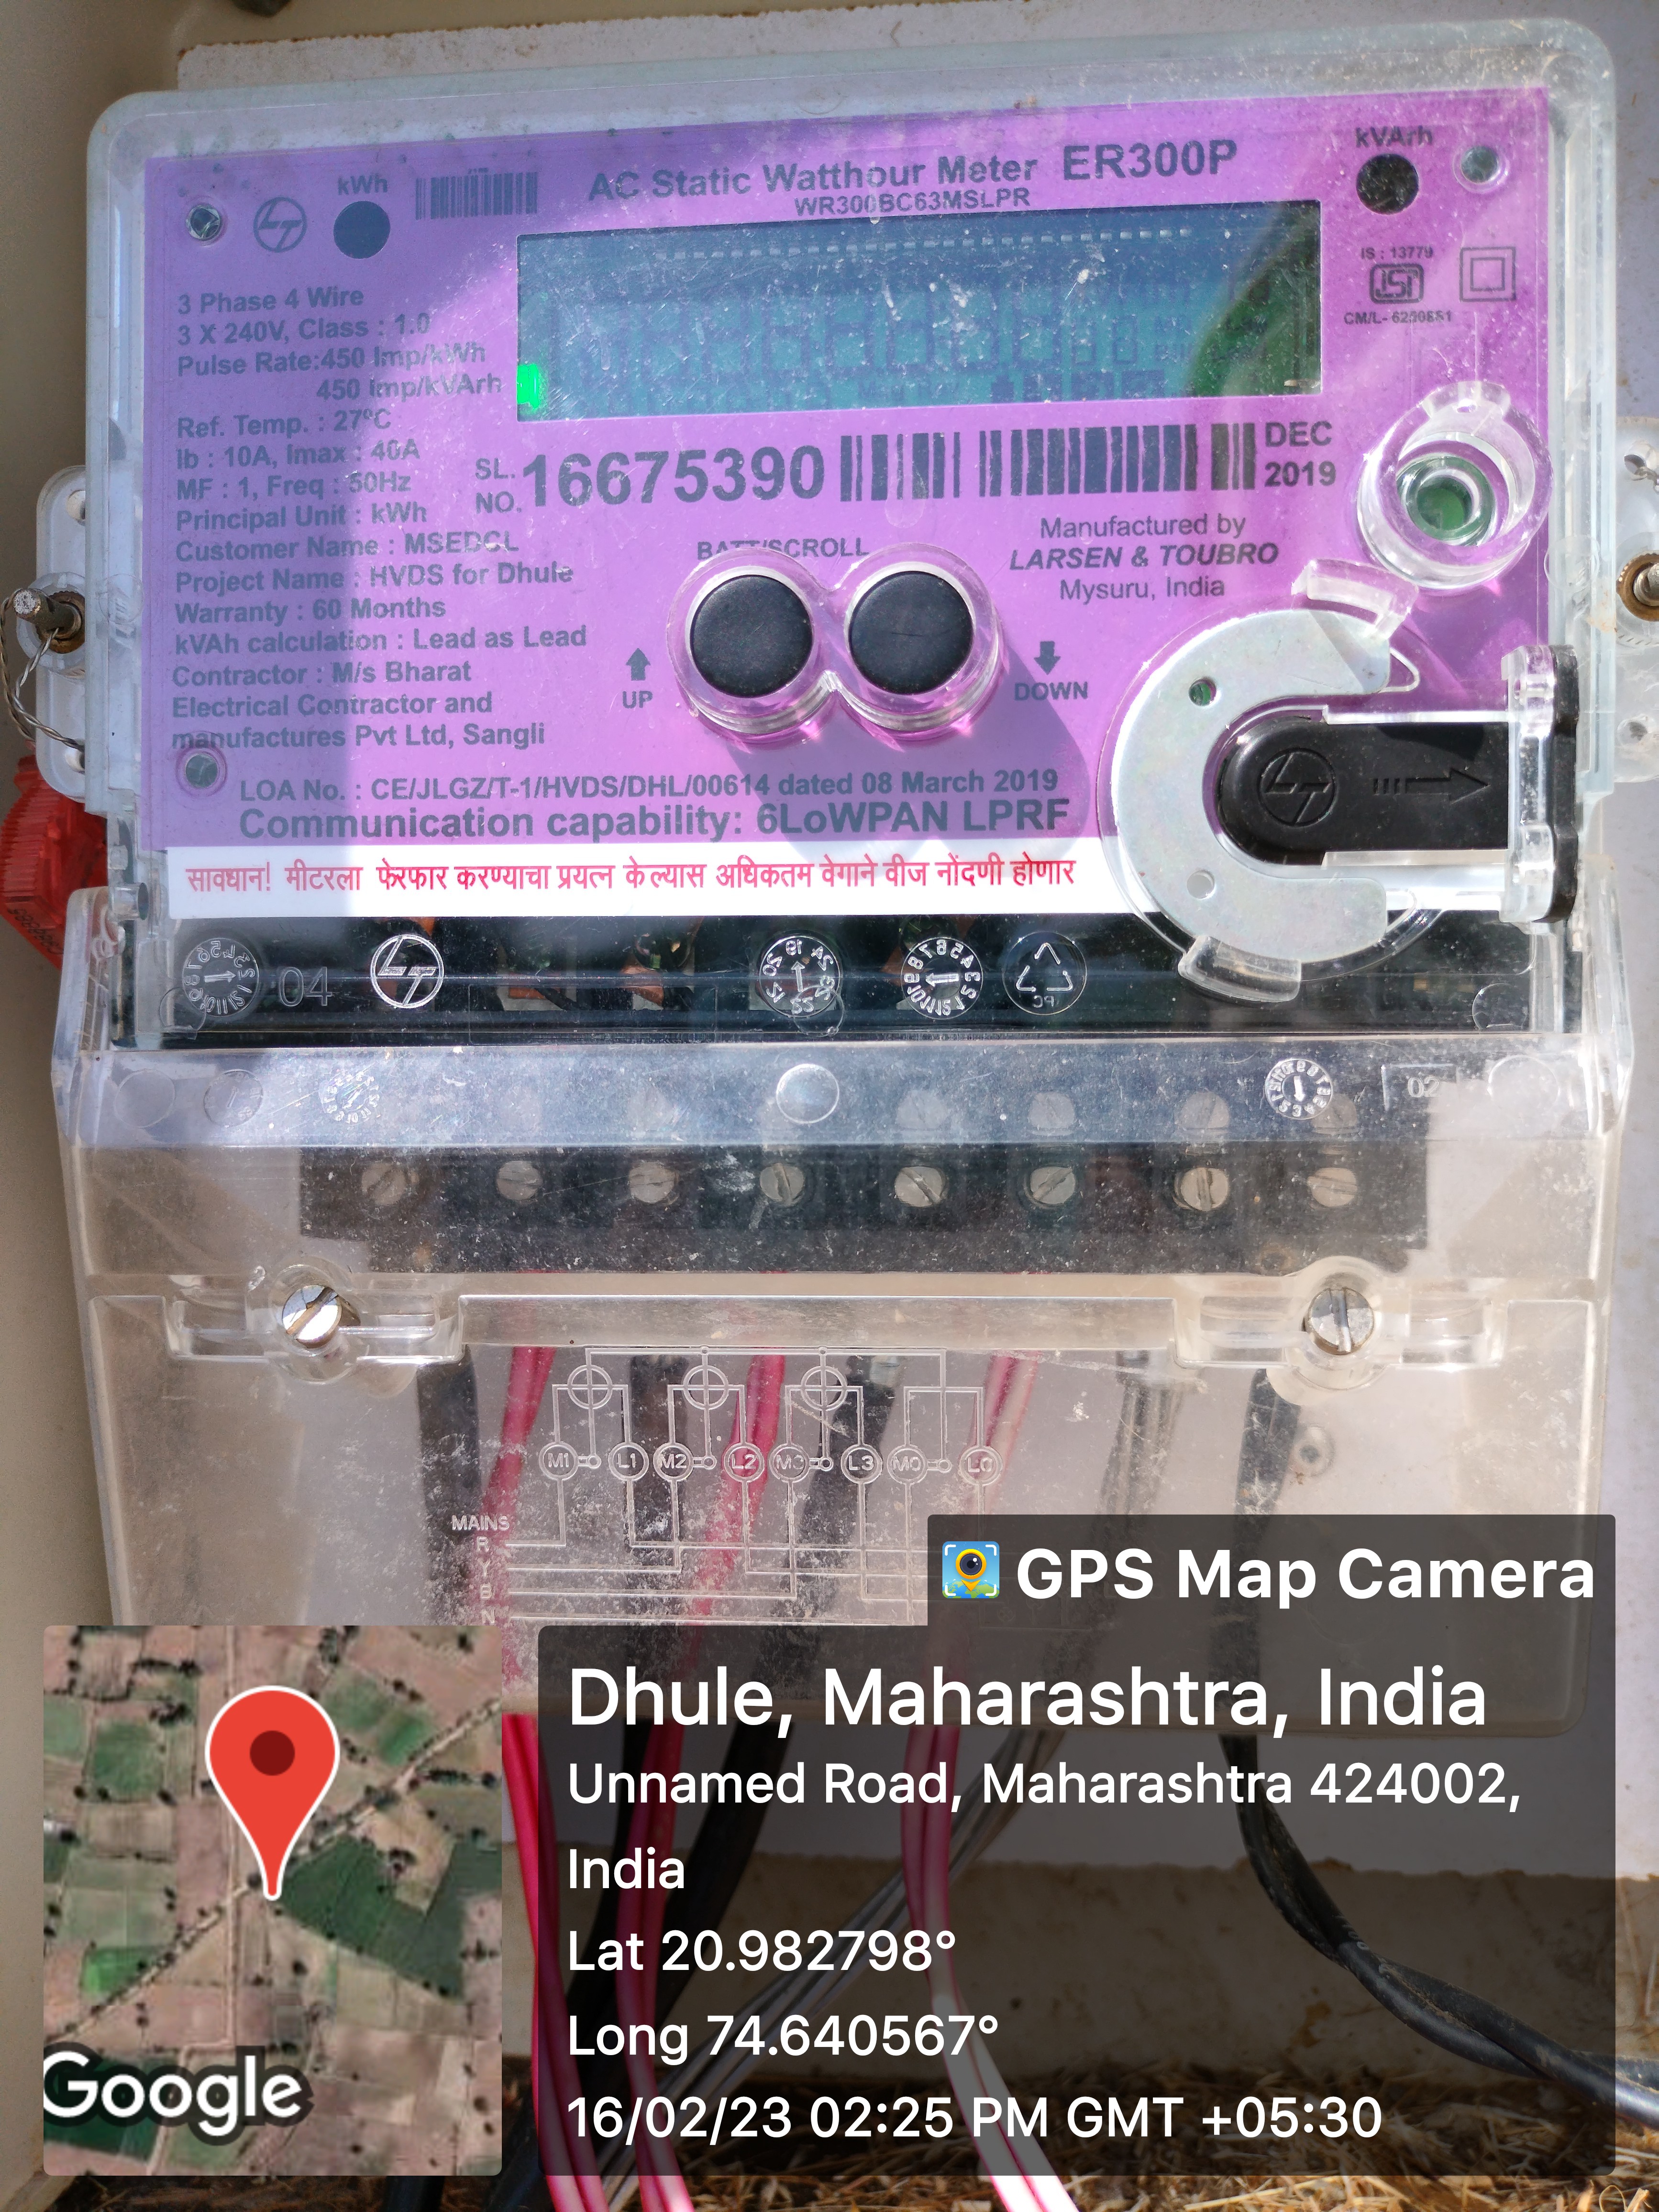 kWh
AC Static Watthour Meter ER300P
WR300BC63MSLPR
kVArh
3 Phase 4 Wire
3 X 240V, Class : 1.0
Pulse Rate:450 Imp/kWh
450 Imp/kVArh
Ref. Temp. : 27ºC
Ib : 10A, Imax : 40A
MF : 1, Freq : 50Hz
Principal Unit : kWh
Customer Name : MSEDCL
Project Name : HVDS for Dhule
Warranty : 60 Months
kVAh calculation : Lead as Lead
Contractor : M/s Bharat
Electrical Contractor and
manufactures Pvt Ltd, Sangli
IS : 13779
ISI
SL. NO. 16675390
DEC
2019
BATT/SCROLL
UP
DOWN
Manufactured by
LARSEN & TOUBRO
Mysuru, India
LOA No. : CE/JLGZ/T-1/HVDS/DHL/00614 dated 08 March 2019
Communication capability: 6LoWPAN LPRF
सावधान! मीटरला फेरफार करण्याचा प्रयत्न केल्यास अधिकतम वेगाने वीज नोंदणी होणार
04
02
M1 L1 M2 L2 M3 L3 M0 L0
MAINS
R
Y
B
N
GPS Map Camera
Dhule, Maharashtra, India
Unnamed Road, Maharashtra 424002,
India
Lat 20.982798°
Long 74.640567°
16/02/23 02:25 PM GMT +05:30
Google